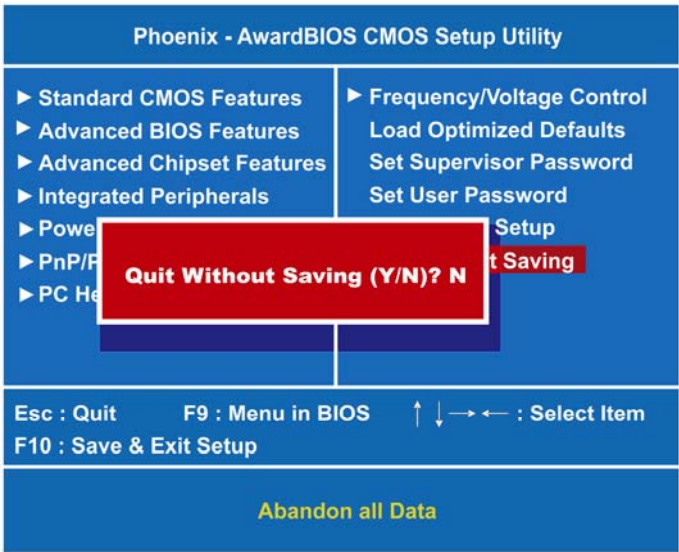 Phoenix - AwardBIOS CMOS Setup Utility
► Standard CMOS Features
► Advanced BIOS Features
► Advanced Chipset Features
► Integrated Peripherals
► Powe
► PnP/P
► PC He
► Frequency/Voltage Control
Load Optimized Defaults
Set Supervisor Password
Set User Password
Setup
t Saving
Quit Without Saving (Y/N)? N
Esc : Quit F9 : Menu in BIOS ↑ ↓ → ← : Select Item
F10 : Save & Exit Setup
Abandon all Data